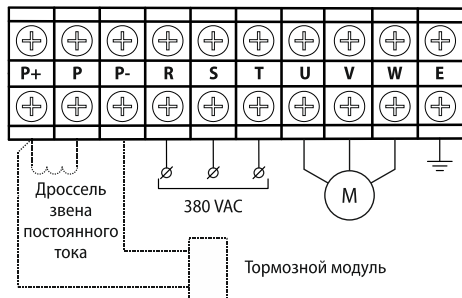 P+ P P- R S T U V W E
Дроссель
звена
постоянного
тока
380 VAC
M
Тормозной модуль